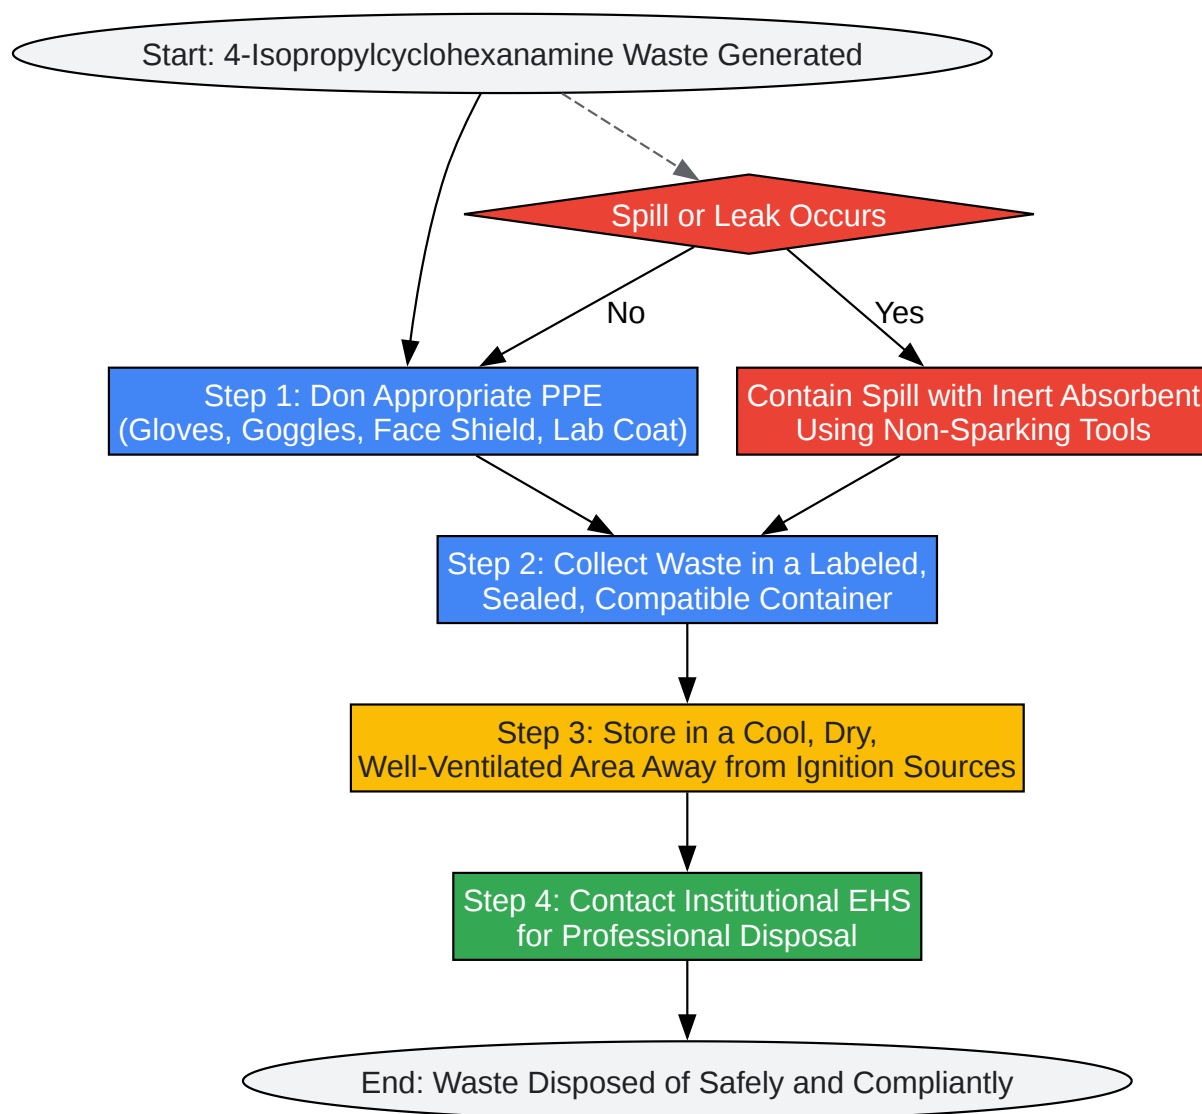 Start: 4-Isopropylcyclohexanamine Waste Generated
Spill or Leak Occurs
No
Yes
Step 1: Don Appropriate PPE
(Gloves, Goggles, Face Shield, Lab Coat)
Contain Spill with Inert Absorbent
Using Non-Sparking Tools
Step 2: Collect Waste in a Labeled,
Sealed, Compatible Container
Step 3: Store in a Cool, Dry,
Well-Ventilated Area Away from Ignition Sources
Step 4: Contact Institutional EHS
for Professional Disposal
End: Waste Disposed of Safely and Compliantly